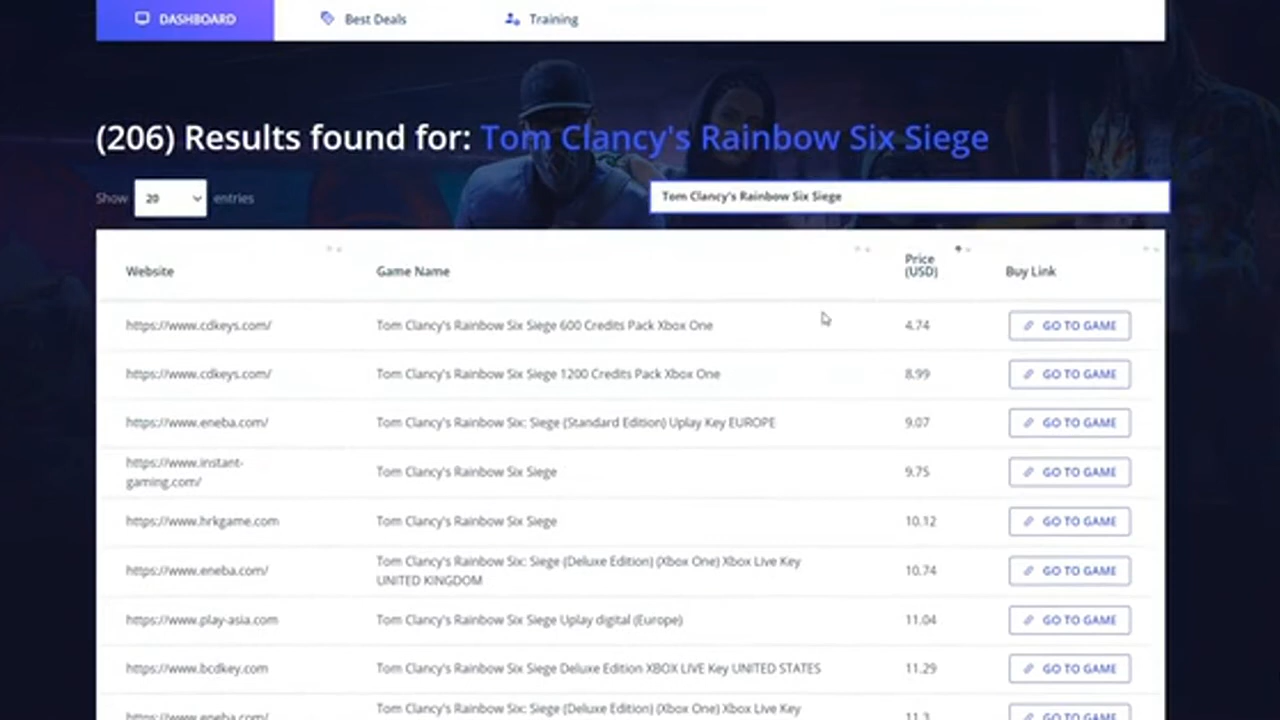 DASHBOARD Best Deals Training
(206) Results found for: Tom Clancy's Rainbow Six Siege
Show 20 entries Tom Clancy's Rainbow Six Siege
Website Game Name Price (USD) Buy Link
https://www.cdkeys.com/ Tom Clancy's Rainbow Six Siege 600 Credits Pack Xbox One 4.74 GO TO GAME
https://www.cdkeys.com/ Tom Clancy's Rainbow Six Siege 1200 Credits Pack Xbox One 8.99 GO TO GAME
https://www.eneba.com/ Tom Clancy's Rainbow Six: Siege (Standard Edition) Uplay Key EUROPE 9.07 GO TO GAME
https://www.instant-
gaming.com/ Tom Clancy's Rainbow Six Siege 9.75 GO TO GAME
https://www.hrkgame.com Tom Clancy's Rainbow Six Siege 10.12 GO TO GAME
https://www.eneba.com/ Tom Clancy's Rainbow Six: Siege (Deluxe Edition) (Xbox One) Xbox Live Key
UNITED KINGDOM 10.74 GO TO GAME
https://www.play-asia.com Tom Clancy's Rainbow Six Siege Uplay digital (Europe) 11.04 GO TO GAME
https://www.bcdkey.com Tom Clancy's Rainbow Six Siege Deluxe Edition XBOX LIVE Key UNITED STATES 11.29 GO TO GAME
https://www.eneba.com/ Tom Clancy's Rainbow Six: Siege (Deluxe Edition) (Xbox One) Xbox Live Key 11.3 GO TO GAME